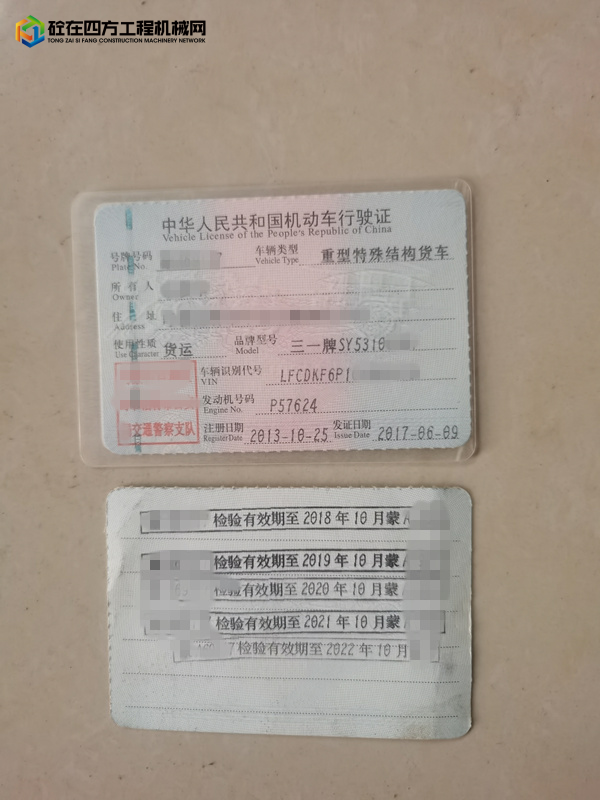 砼在四方工程机械网
TONG ZAI SI FANG CONSTRUCTION MACHINERY NETWORK
中华人民共和国机动车行驶证
Vehicle License of the People's Republic of China
号牌号码 车辆类型 重型特殊结构货车
Plate No. Vehicle Type
所有人
Owner
住址
Address
使用性质 货运 品牌型号 三一牌SY5310
Use Character Model
车辆识别代号 LFCDKF6P1
VIN
发动机号码 P57624
Engine No.
交通警察支队
注册日期 2013-10-25 发证日期 2017-06-09
Register Date Issue Date
检验有效期至2018年10月蒙A
检验有效期至2019年10月蒙A
检验有效期至2020年10月蒙A
检验有效期至2021年10月蒙A
7检验有效期至2022年10月